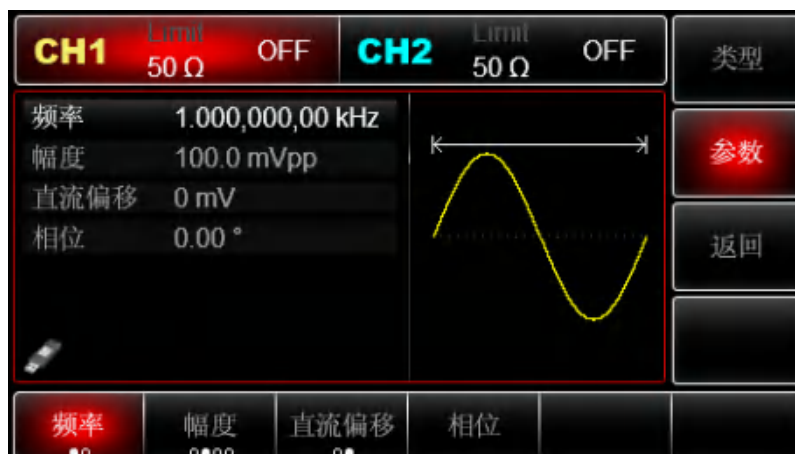 CH1 Limit 50 Ω OFF CH2 Limit 50 Ω OFF
类型
频率 1.000,000,00 kHz
幅度 100.0 mVpp
直流偏移 0 mV
相位 0.00 °
参数
返回
频率 幅度 直流偏移 相位